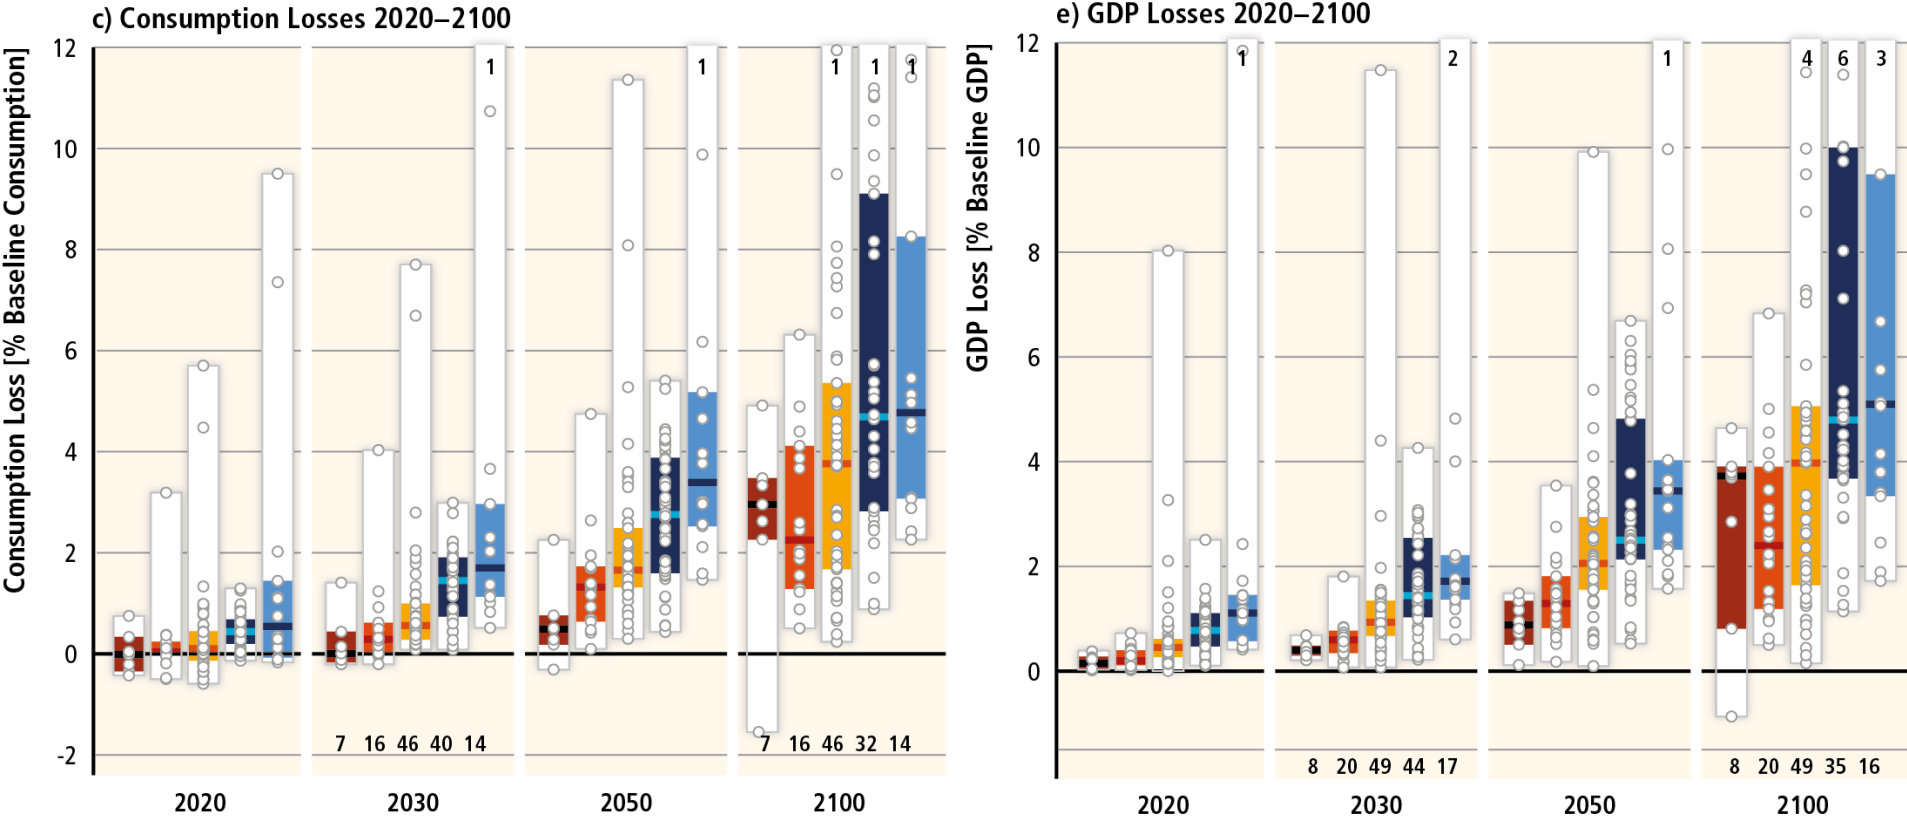 c) Consumption Losses 2020–2100
Consumption Loss [% Baseline Consumption]
12
10
8
6
4
2
0
-2
1
1
1
1
1
7 16 46 40 14
7 16 46 32 14
2020 2030 2050 2100
e) GDP Losses 2020–2100
GDP Loss [% Baseline GDP]
12
10
8
6
4
2
0
1
2
1
4 6 3
8 20 49 44 17
8 20 49 35 16
2020 2030 2050 2100